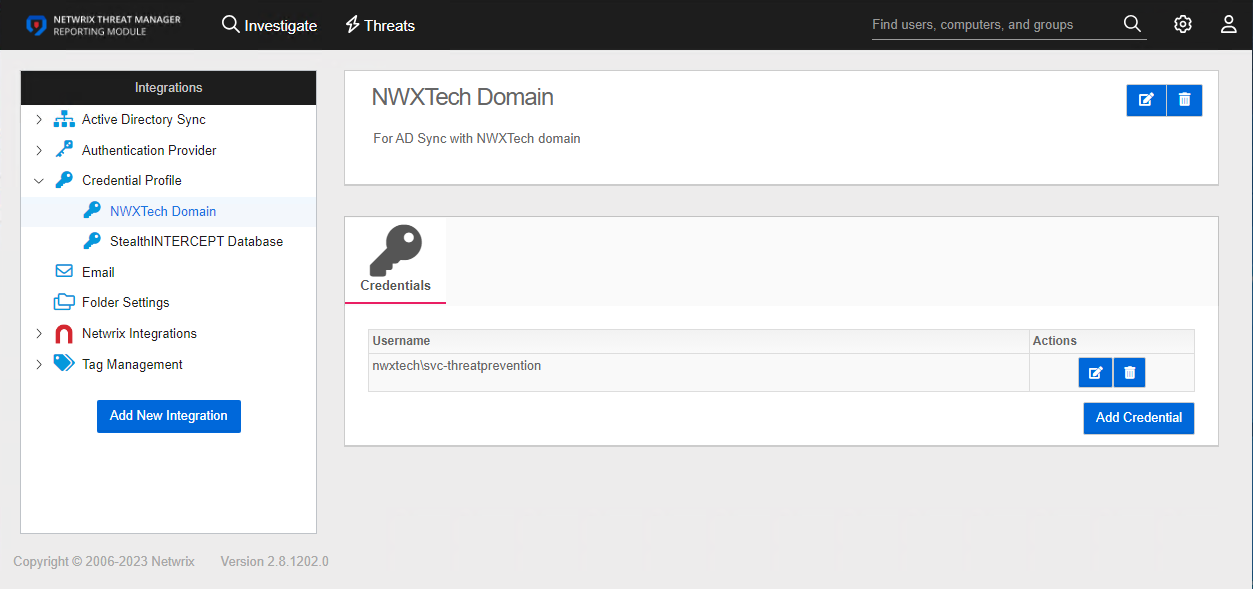 NETWRIX THREAT MANAGER
REPORTING MODULE
Investigate
Threats
Find users, computers, and groups
Integrations
Active Directory Sync
Authentication Provider
Credential Profile
NWXTech Domain
StealthINTERCEPT Database
Email
Folder Settings
Netwrix Integrations
Tag Management
Add New Integration
NWXTech Domain
For AD Sync with NWXTech domain
Credentials
Username
Actions
nwxtech\svc-threatprevention
Add Credential
Copyright © 2006-2023 Netwrix
Version 2.8.1202.0